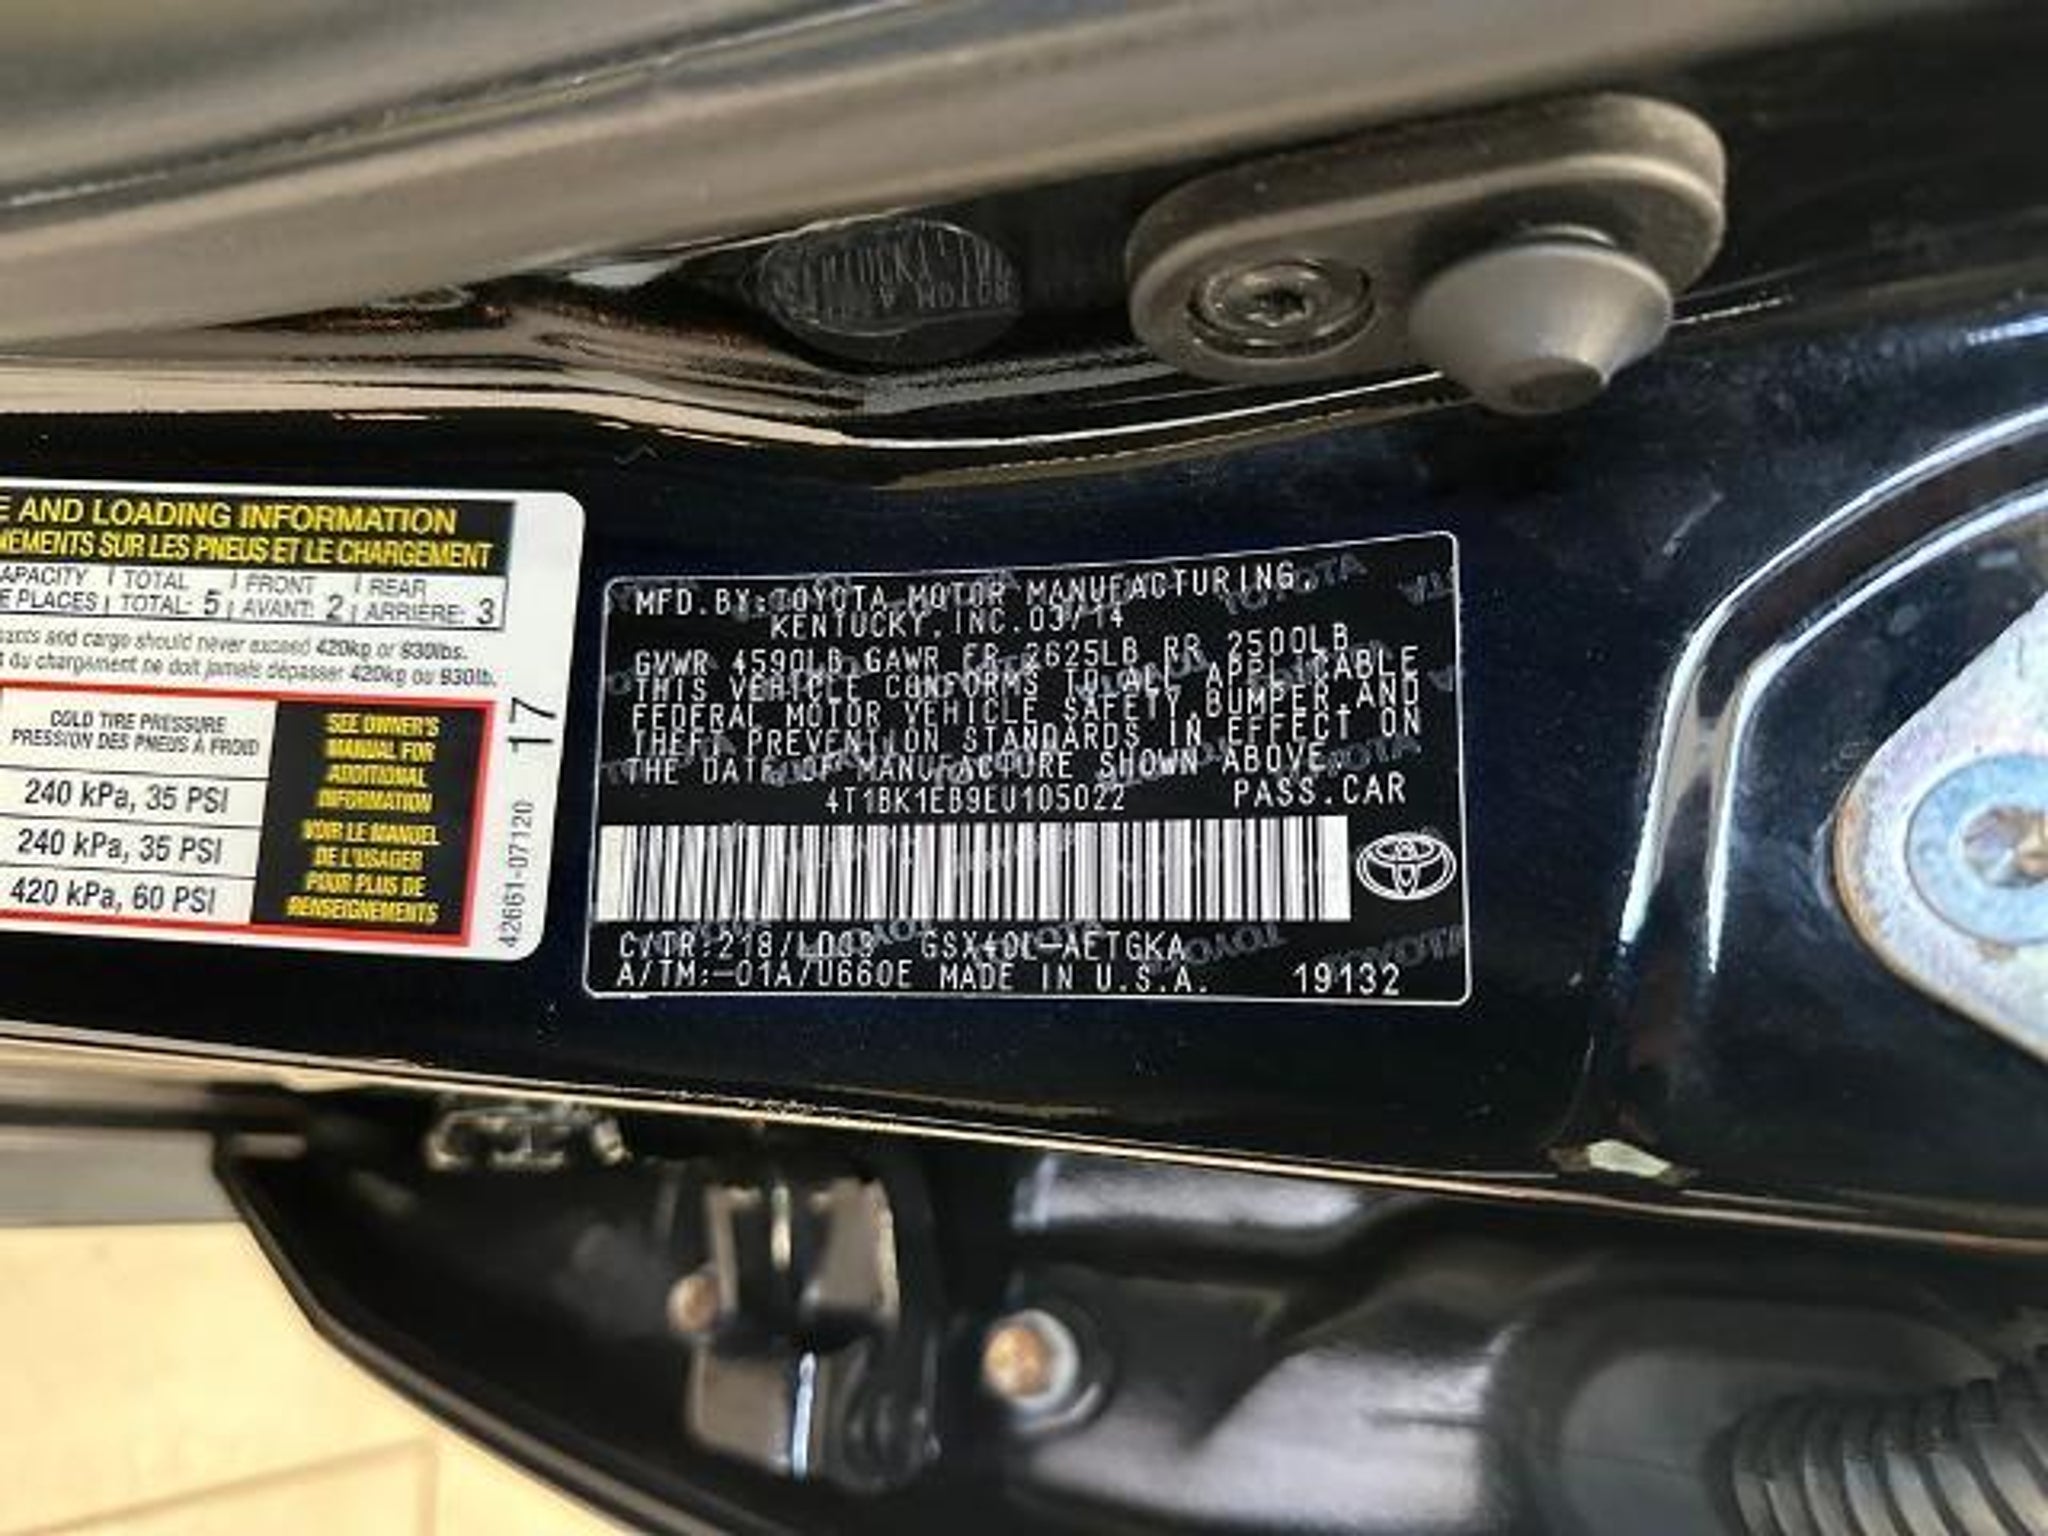 E AND LOADING INFORMATION
NEMENTS SUR LES PNEUS ET LE CHARGEMENT
APACITY TOTAL FRONT REAR
E PLACES TOTAL: 5 AVANT: 2 ARRIÈRE: 3
ants and cargo should never exceed 420kg or 930lbs.
du chargement ne doit jamais dépasser 420kg ou 930lb.
COLD TIRE PRESSURE
PRESSION DES PNEUS À FROID
240 kPa, 35 PSI
240 kPa, 35 PSI
420 kPa, 60 PSI
SEE OWNER'S
MANUAL FOR
ADDITIONAL
INFORMATION
VOIR LE MANUEL
DE L'USAGER
POUR PLUS DE
RENSEIGNEMENTS
42661-07120 17
MFD.BY:TOYOTA MOTOR MANUFACTURING,
KENTUCKY, INC. 03/14
GVWR 4590LB GAWR FR 2625LB RR 2500LB
THIS VEHICLE CONFORMS TO ALL APPLICABLE
FEDERAL MOTOR VEHICLE SAFETY, BUMPER, AND
THEFT PREVENTION STANDARDS IN EFFECT ON
THE DATE OF MANUFACTURE SHOWN ABOVE.
4T1BK1EB9EU105022 PASS.CAR
C/TR:218/LD03 GSX40L-AETGKA
A/TM:-01A/U660E MADE IN U.S.A. 19132